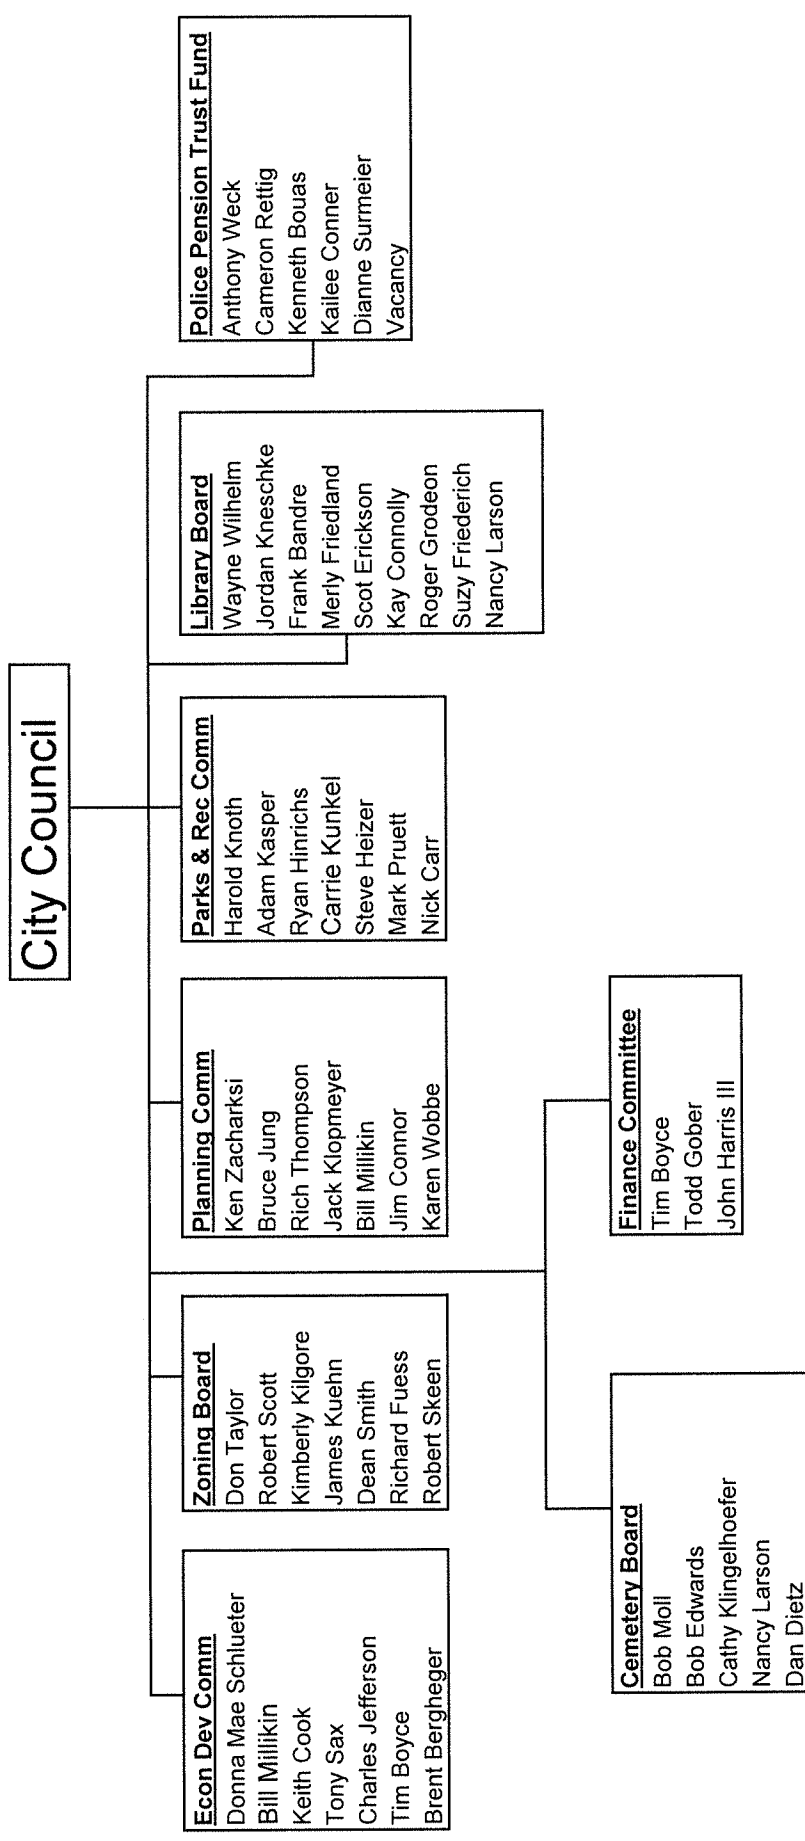 City Council
Econ Dev Comm
Donna Mae Schlueter
Bill Millikin
Keith Cook
Tony Sax
Charles Jefferson
Tim Boyce
Brent Bergheger
Zoning Board
Don Taylor
Robert Scott
Kimberly Kilgore
James Kuehn
Dean Smith
Richard Fuess
Robert Skeen
Planning Comm
Ken Zacharksi
Bruce Jung
Rich Thompson
Jack Klopmeyer
Bill Millikin
Jim Connor
Karen Wobbe
Parks & Rec Comm
Harold Knoth
Adam Kasper
Ryan Hinrichs
Carrie Kunkel
Steve Heizer
Mark Pruett
Nick Carr
Library Board
Wayne Wilhelm
Jordan Kneschke
Frank Bandre
Merly Friedland
Scot Erickson
Kay Connolly
Roger Grodeon
Suzy Friederich
Nancy Larson
Police Pension Trust Fund
Anthony Weck
Cameron Rettig
Kenneth Bouas
Kailee Conner
Dianne Surmeier
Vacancy
Cemetery Board
Bob Moll
Bob Edwards
Cathy Klingelhoefer
Nancy Larson
Dan Dietz
Finance Committee
Tim Boyce
Todd Gober
John Harris III